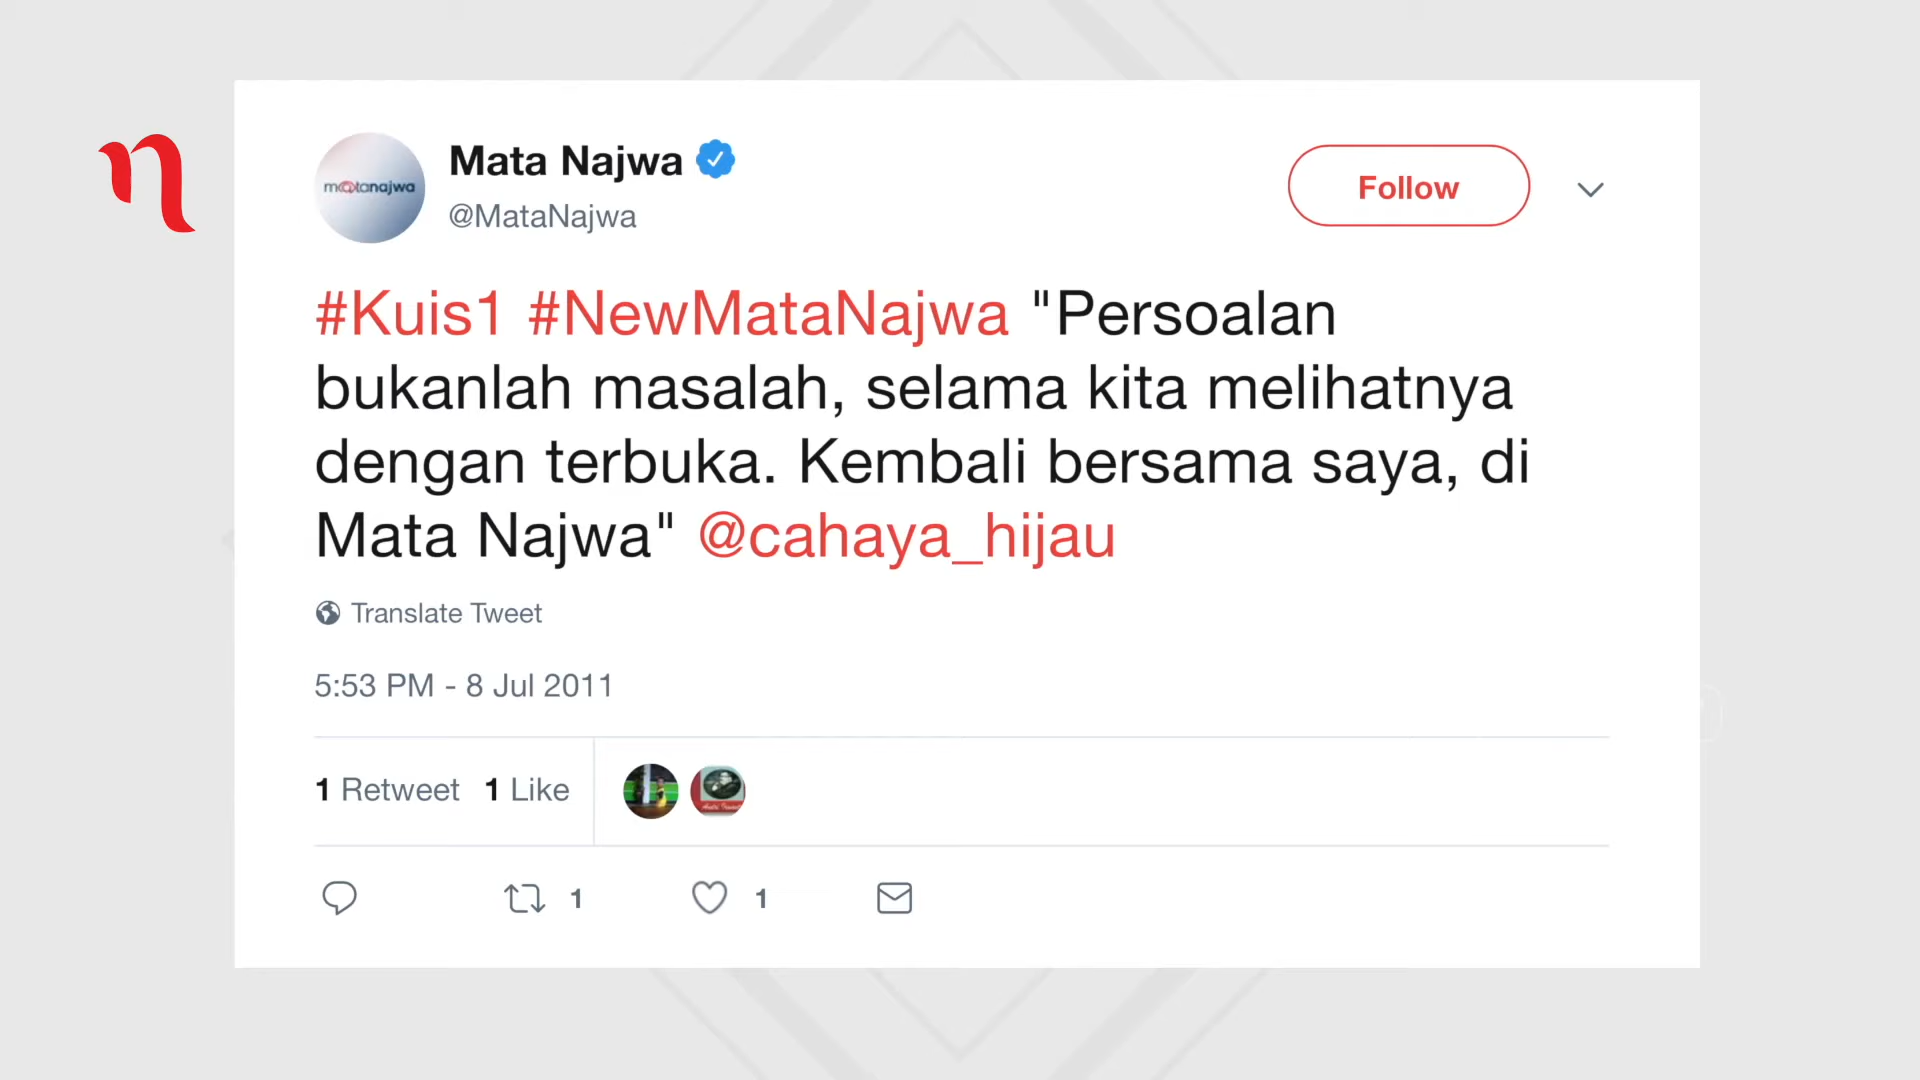 Mata Najwa
@MataNajwa
matanajwa
Follow
#Kuis1 #NewMataNajwa "Persoalan
bukanlah masalah, selama kita melihatnya
dengan terbuka. Kembali bersama saya, di
Mata Najwa" @cahaya_hijau
Translate Tweet
5:53 PM - 8 Jul 2011
1 Retweet 1 Like
1 1